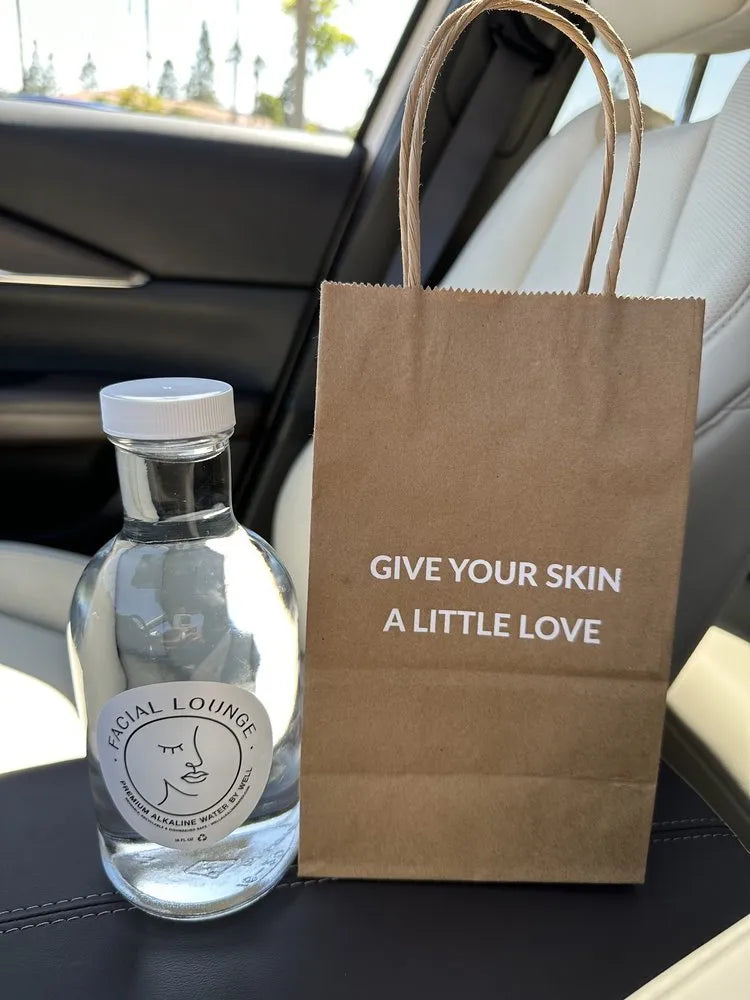 FACIAL LOUNGE
PREMIUM ALKALINE WATER BY WELL
GIVE YOUR SKIN
A LITTLE LOVE